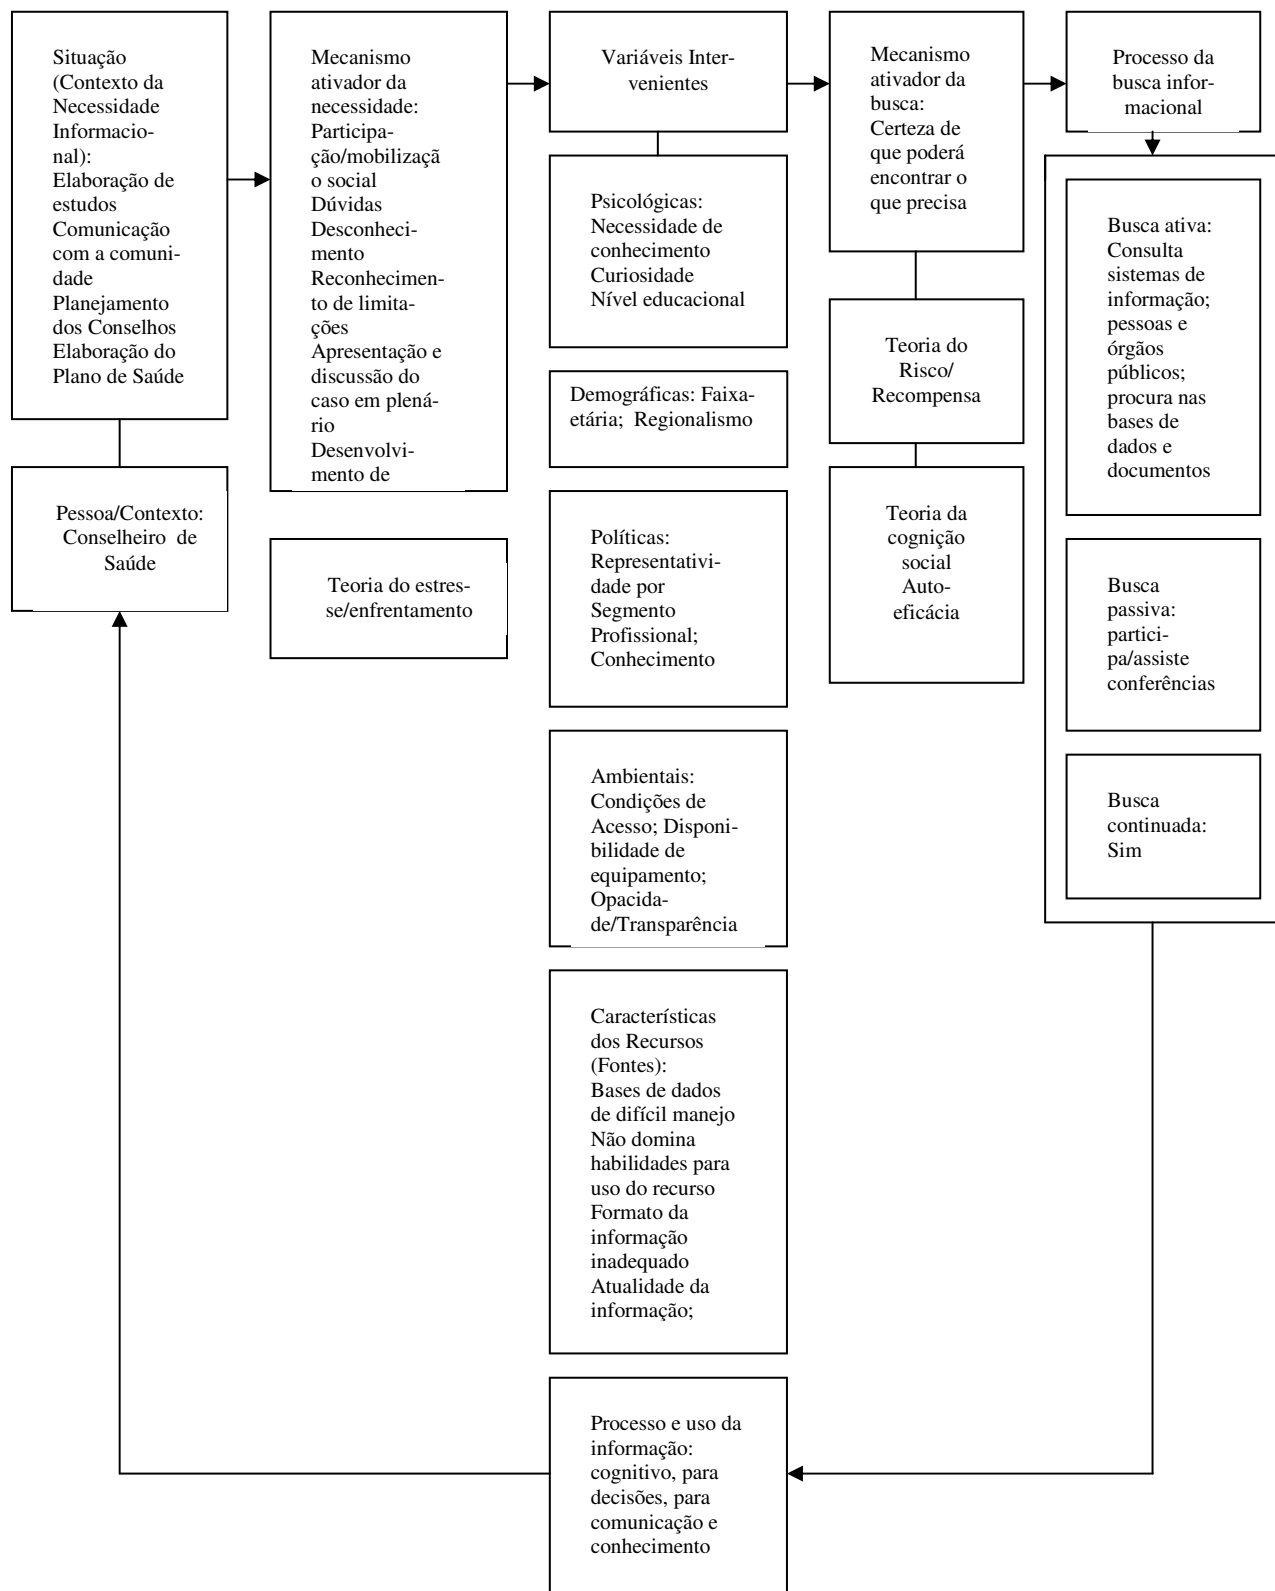 Situação
(Contexto da
Necessidade
Informacio-
nal):
Elaboração de
estudos
Comunicação
com a comuni-
dade
Planejamento
dos Conselhos
Elaboração do
Plano de Saúde
Pessoa/Contexto:
Conselheiro de
Saúde
Mecanismo
ativador da
necessidade:
Participa-
ção/mobilizaçã
o social
Dúvidas
Desconheci-
mento
Reconhecimen-
to de limita-
ções
Apresentação e
discussão do
caso em plená-
rio
Desenvolvi-
mento de
Teoria do estres-
se/enfrentamento
Variáveis Inter-
venientes
Psicológicas:
Necessidade de
conhecimento
Curiosidade
Nível educacional
Demográficas: Faixa-
etária; Regionalismo
Políticas:
Representativi-
dade por
Segmento
Profissional;
Conhecimento
Ambientais:
Condições de
Acesso; Disponi-
bilidade de
equipamento;
Opacida-
de/Transparência
Características
dos Recursos
(Fontes):
Bases de dados
de difícil manejo
Não domina
habilidades para
uso do recurso
Formato da
informação
inadequado
Atualidade da
informação;
Mecanismo
ativador da
busca:
Certeza de
que poderá
encontrar o
que precisa
Teoria do
Risco/
Recompensa
Teoria da
cognição
social
Auto-
eficácia
Processo da
busca infor-
macional
Busca ativa:
Consulta
sistemas de
informação;
pessoas e
órgãos
públicos;
procura nas
bases de
dados e
documentos
Busca
passiva:
partici-
pa/assiste
conferências
Busca
continuada:
Sim
Processo e uso da
informação:
cognitivo, para
decisões, para
comunicação e
conhecimento